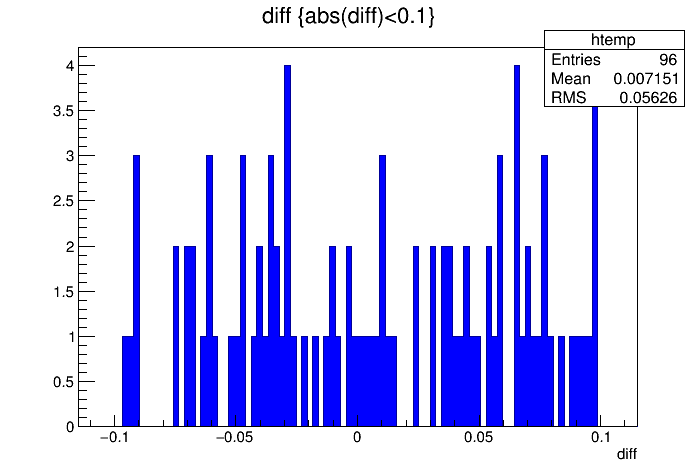 diff {abs(diff)<0.1}
htemp
Entries 96
Mean 0.007151
RMS 0.05626
4
3.5
3
2.5
2
1.5
1
0.5
0
−0.1 −0.05 0 0.05 0.1
diff